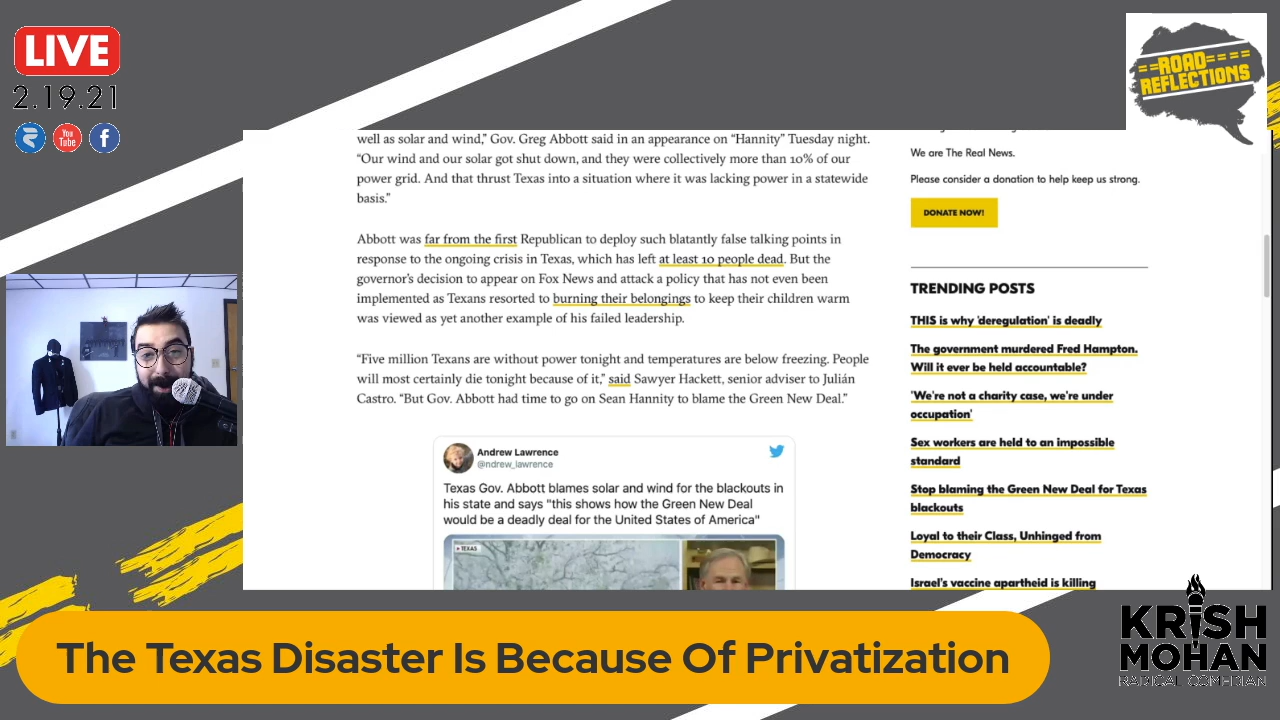 LIVE
2.19.21
You
Tube
==ROAD====
REFLECTIONS
well as solar and wind,” Gov. Greg Abbott said in an appearance on “Hannity” Tuesday night.
“Our wind and our solar got shut down, and they were collectively more than 10% of our
power grid. And that thrust Texas into a situation where it was lacking power in a statewide
basis.”
Abbott was far from the first Republican to deploy such blatantly false talking points in
response to the ongoing crisis in Texas, which has left at least 10 people dead. But the
governor’s decision to appear on Fox News and attack a policy that has not even been
implemented as Texans resorted to burning their belongings to keep their children warm
was viewed as yet another example of his failed leadership.
“Five million Texans are without power tonight and temperatures are below freezing. People
will most certainly die tonight because of it,” said Sawyer Hackett, senior adviser to Julián
Castro. “But Gov. Abbott had time to go on Sean Hannity to blame the Green New Deal.”
Andrew Lawrence
@ndrew_lawrence
Texas Gov. Abbott blames solar and wind for the blackouts in
his state and says "this shows how the Green New Deal
would be a deadly deal for the United States of America"
TEXAS
We are The Real News.
Please consider a donation to help keep us strong.
DONATE NOW!
TRENDING POSTS
THIS is why 'deregulation' is deadly
The government murdered Fred Hampton.
Will it ever be held accountable?
'We're not a charity case, we're under
occupation'
Sex workers are held to an impossible
standard
Stop blaming the Green New Deal for Texas
blackouts
Loyal to their Class, Unhinged from
Democracy
Israel's vaccine apartheid is killing
The Texas Disaster Is Because Of Privatization
KRISH
MOHAN
RADICAL COMEDIAN